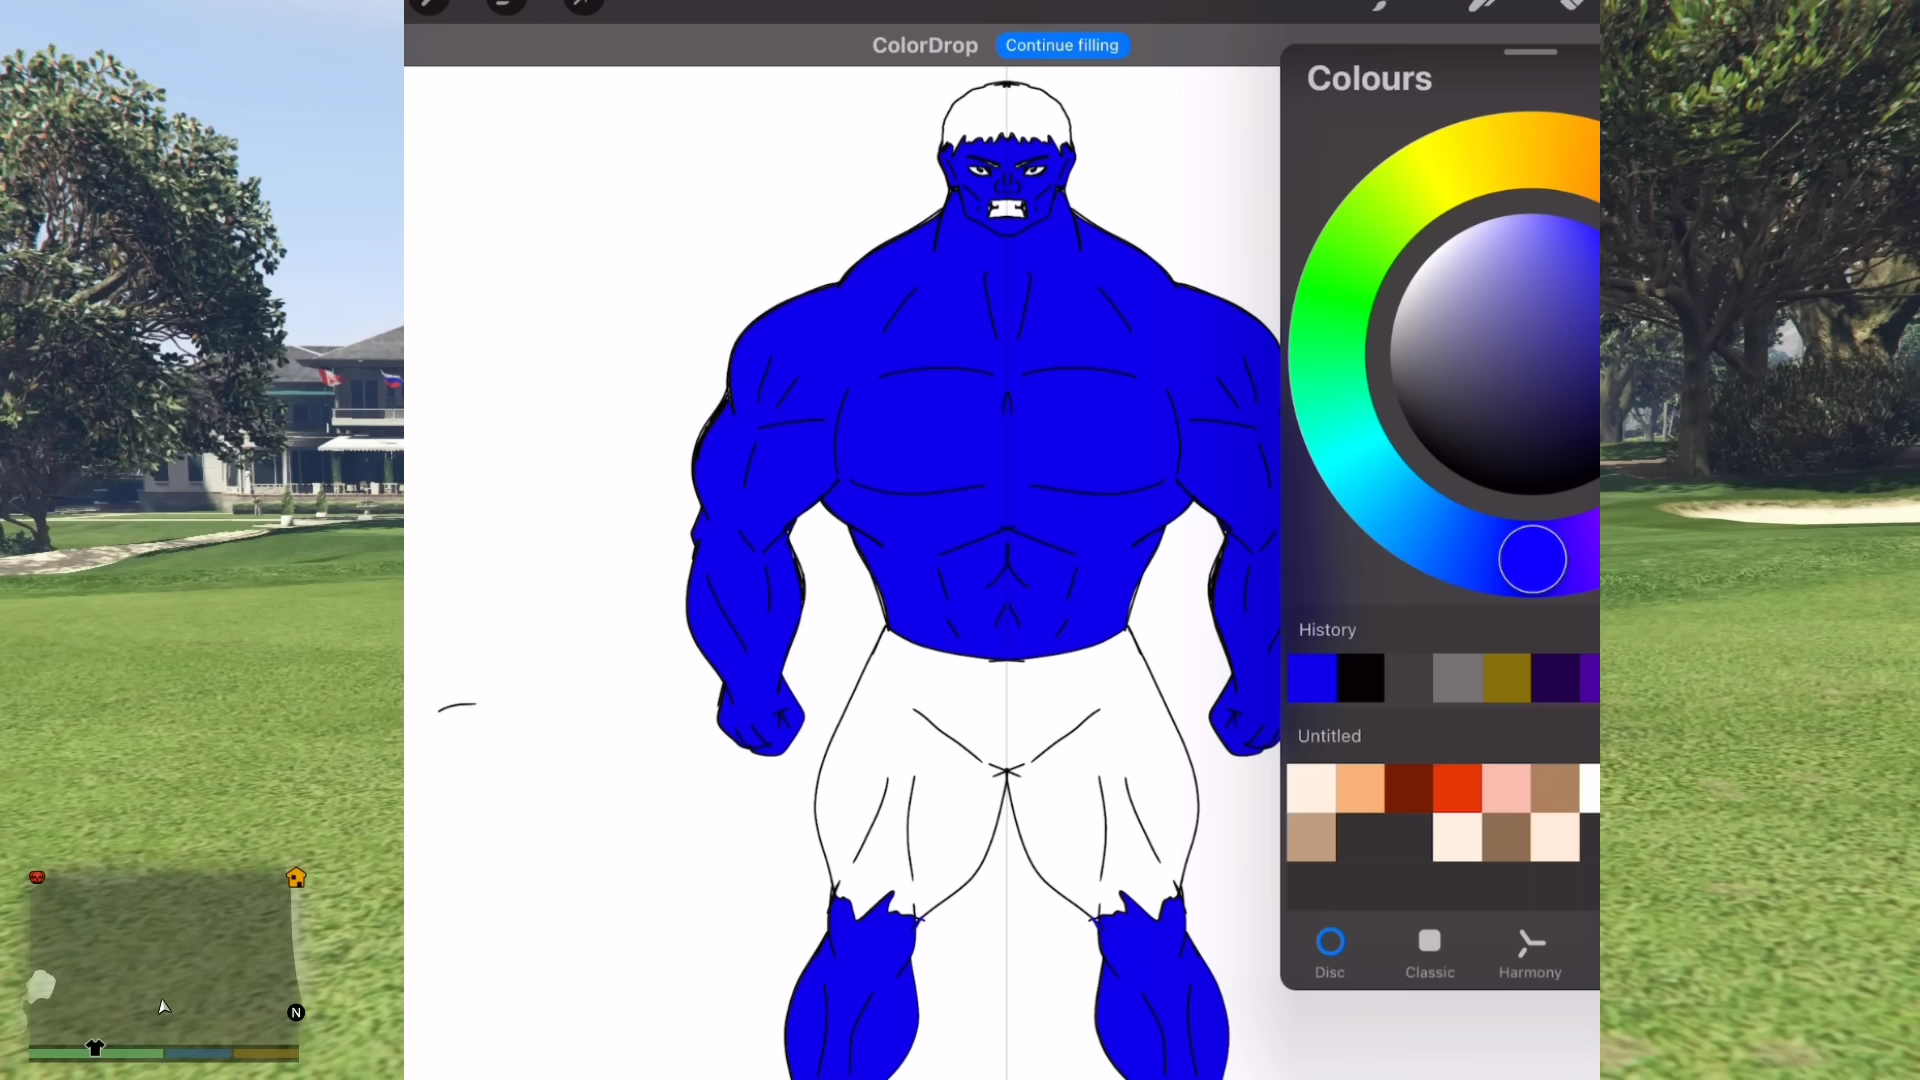 ColorDrop
Continue filling
Colours
History
Untitled
Disc
Classic
Harmony
N